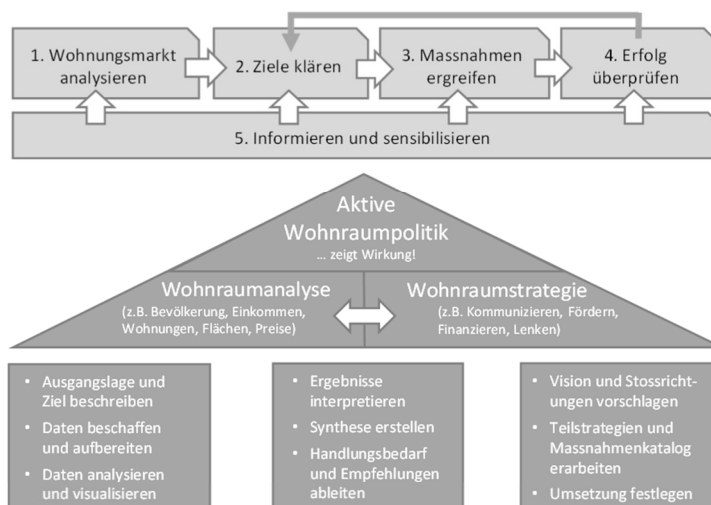 1. Wohnungsmarkt
analysieren
2. Ziele klären
3. Massnahmen
ergreifen
4. Erfolg
überprüfen
5. Informieren und sensibilisieren
Aktive
Wohnraumpolitik
... zeigt Wirkung!
Wohnraumanalyse
(z.B. Bevölkerung, Einkommen,
Wohnungen, Flächen, Preise)
Wohnraumstrategie
(z.B. Kommunizieren, Fördern,
Finanzieren, Lenken)
• Ausgangslage und
Ziel beschreiben
• Daten beschaffen
und aufbereiten
• Daten analysieren
und visualisieren
• Ergebnisse
interpretieren
• Synthese erstellen
• Handlungsbedarf
und Empfehlungen
ableiten
• Vision und Stossricht-
ungen vorschlagen
• Teilstrategien und
Massnahmenkatalog
erarbeiten
• Umsetzung festlegen